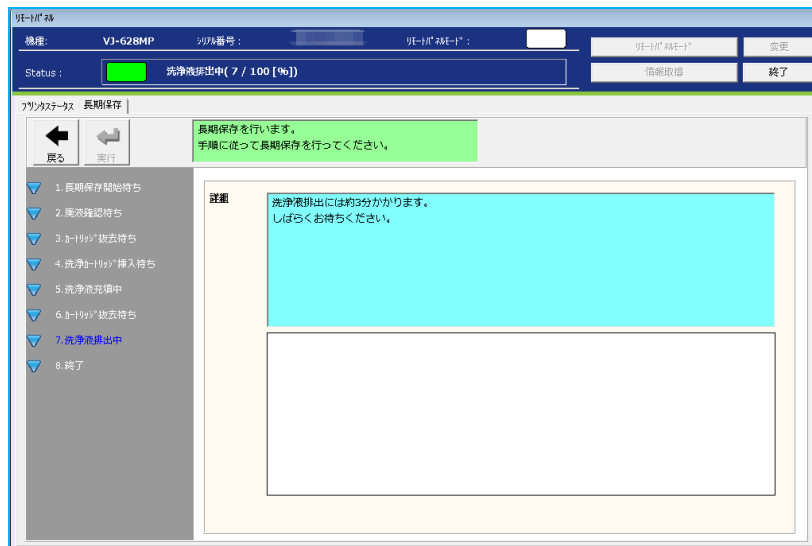 ﾘﾓｰﾄﾊﾟﾈﾙ
機種: VJ-628MP ｼﾘｱﾙ番号: ﾘﾓｰﾄﾊﾟﾈﾙﾓｰﾄﾞ: ﾘﾓｰﾄﾊﾟﾈﾙﾓｰﾄﾞ 変更
Status : 洗浄液排出中( 7 / 100 [%]) 情報取得 終了
ﾌﾟﾘﾝﾀｽﾃｰﾀｽ 長期保存
戻る 実行
長期保存を行います。
手順に従って長期保存を行ってください。
1.長期保存開始待ち
2.廃液確認待ち
3.ｶｰﾄﾘｯｼﾞ抜去待ち
4.洗浄ｶｰﾄﾘｯｼﾞ挿入待ち
5.洗浄液充填中
6.ｶｰﾄﾘｯｼﾞ抜去待ち
7.洗浄液排出中
8.終了
詳細
洗浄液排出には約3分かかります。
しばらくお待ちください。